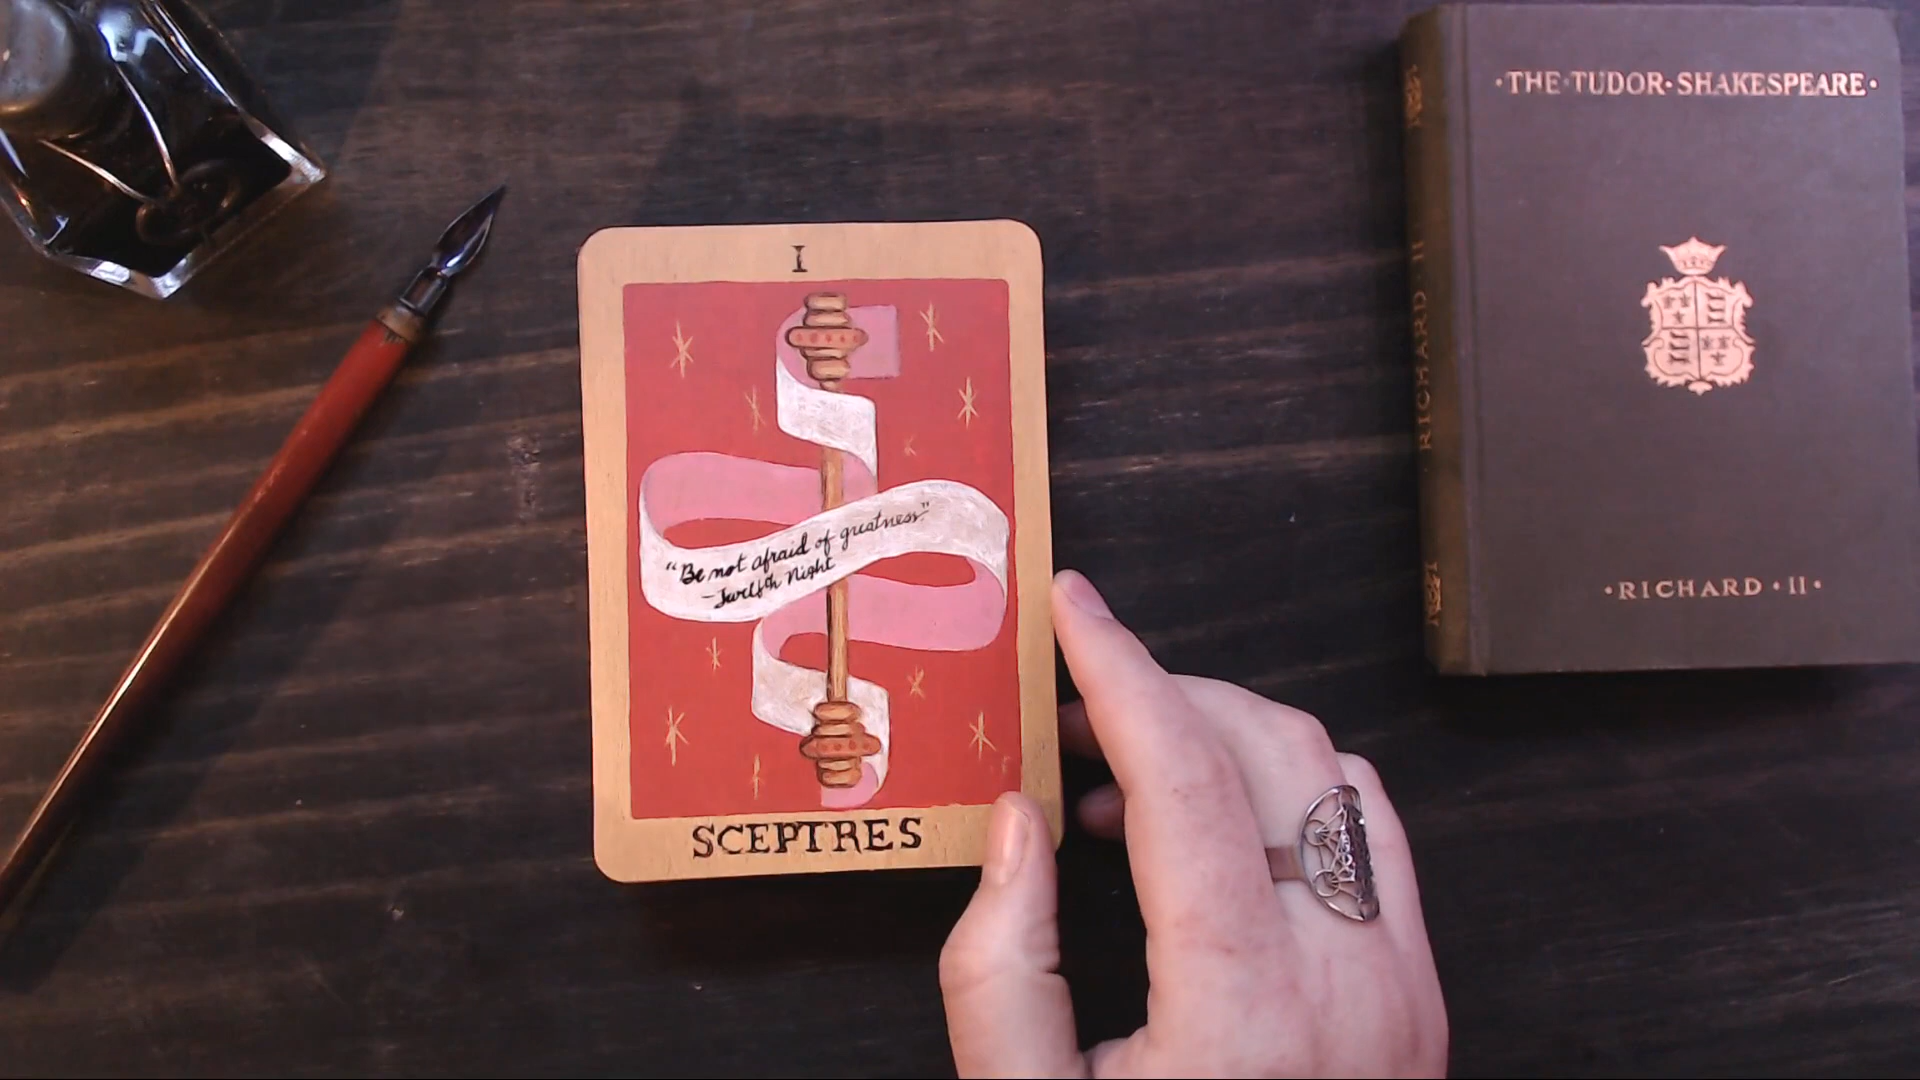 I
"Be not afraid of greatness."
-Twelfth Night
SCEPTRES
·THE·TUDOR·SHAKESPEARE·
·RICHARD·II·
RICHARD II